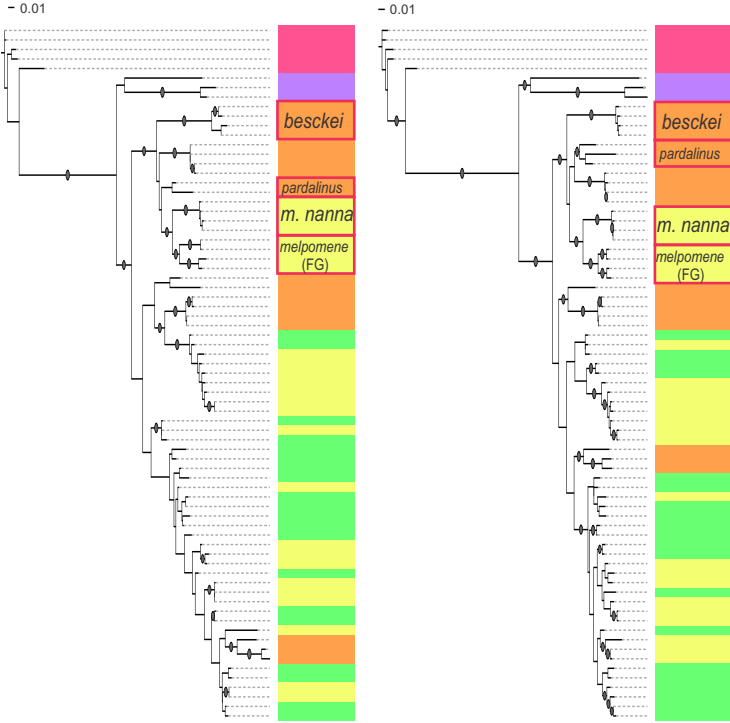 0.01
besckei
pardalinus
m. nanna
melpomene
(FG)
0.01
besckei
pardalinus
m. nanna
melpomene
(FG)